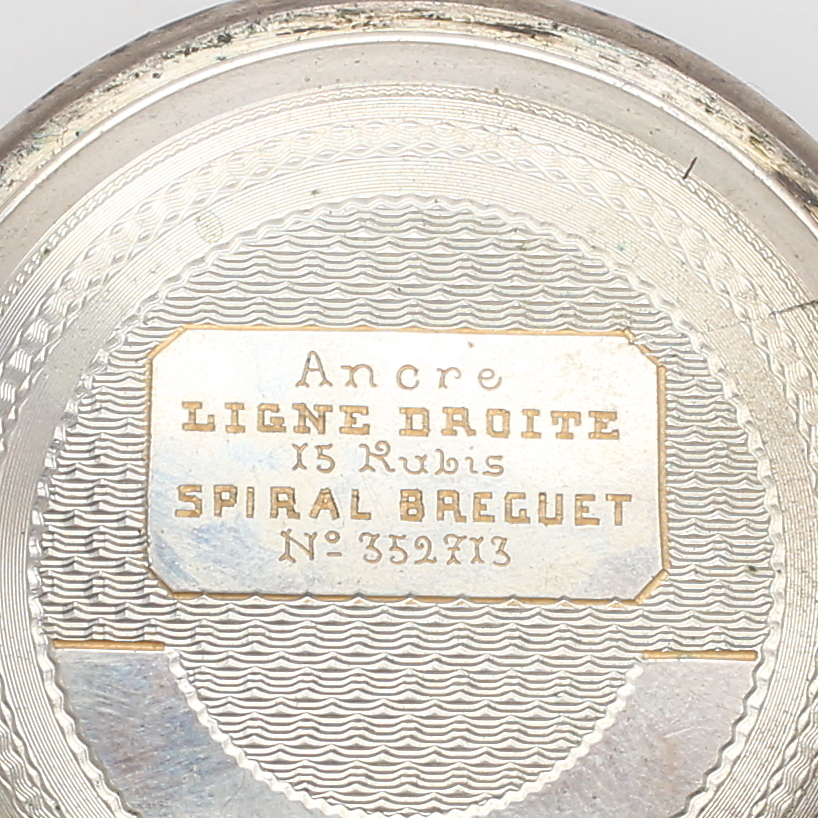 Ancre
LIGNE DROITE
15 Rubis
SPIRAL BREGUET
Nº 352713